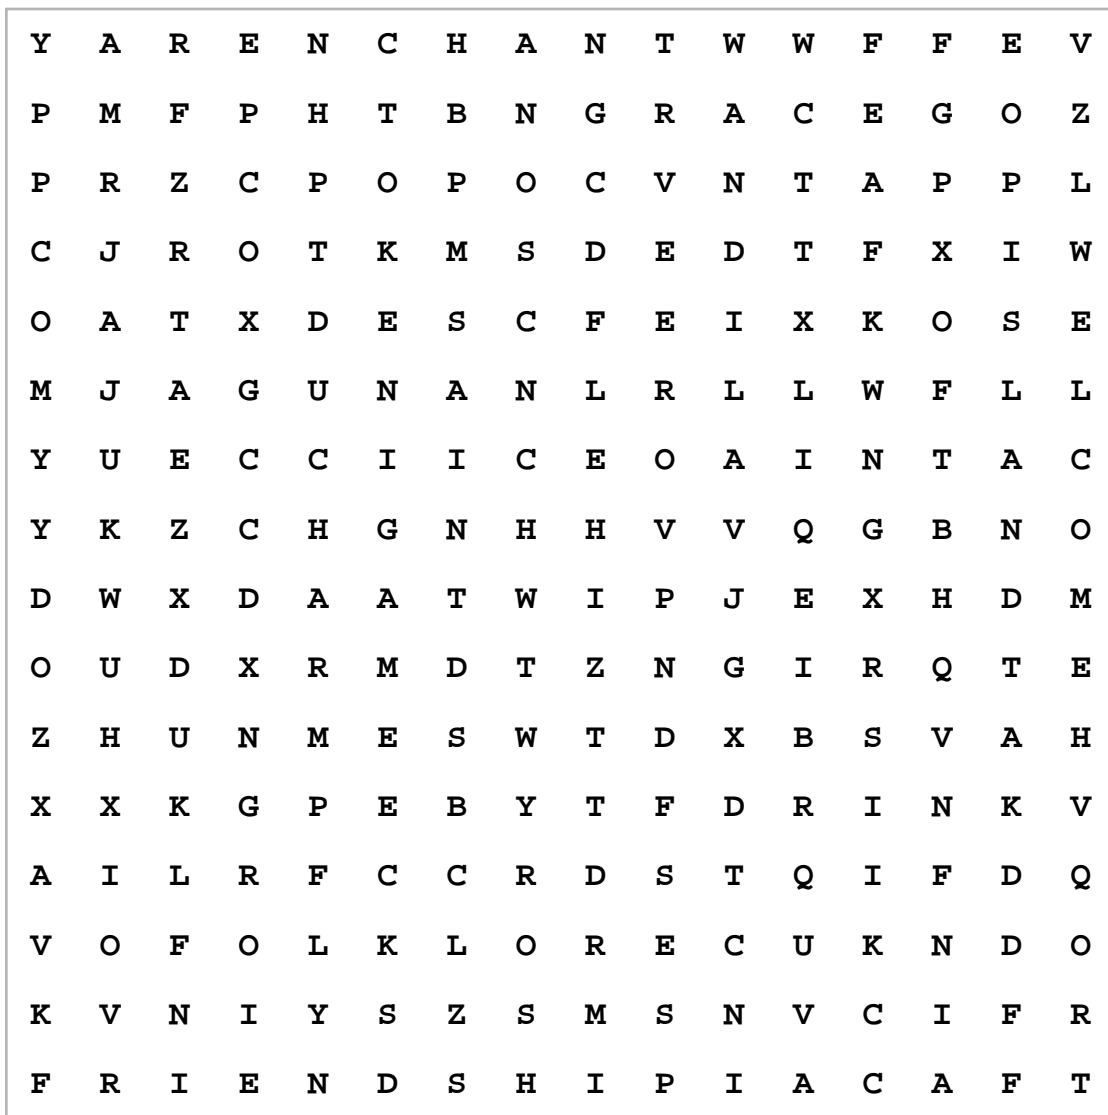 Y A R E N C H A N T W W F F E V
P M F P H T B N G R A C E G O Z
P R Z C P O P O C V N T A P P L
C J R O T K M S D E D T F X I W
O A T X D E S C F E I X K O S E
M J A G U N A N L R L L W F L L
Y U E C C I I C E O A I N T A C
Y K Z C H G N H H V V Q G B N O
D W X D A A T W I P J E X H D M
O U D X R M D T Z N G I R Q T E
Z H U N M E S W T D X B S V A H
X X K G P E B Y T F D R I N K V
A I L R F C C R D S T Q I F D Q
V O F O L K L O R E C U K N D O
K V N I Y S Z S M S N V C I F R
F R I E N D S H I P I A C A F T